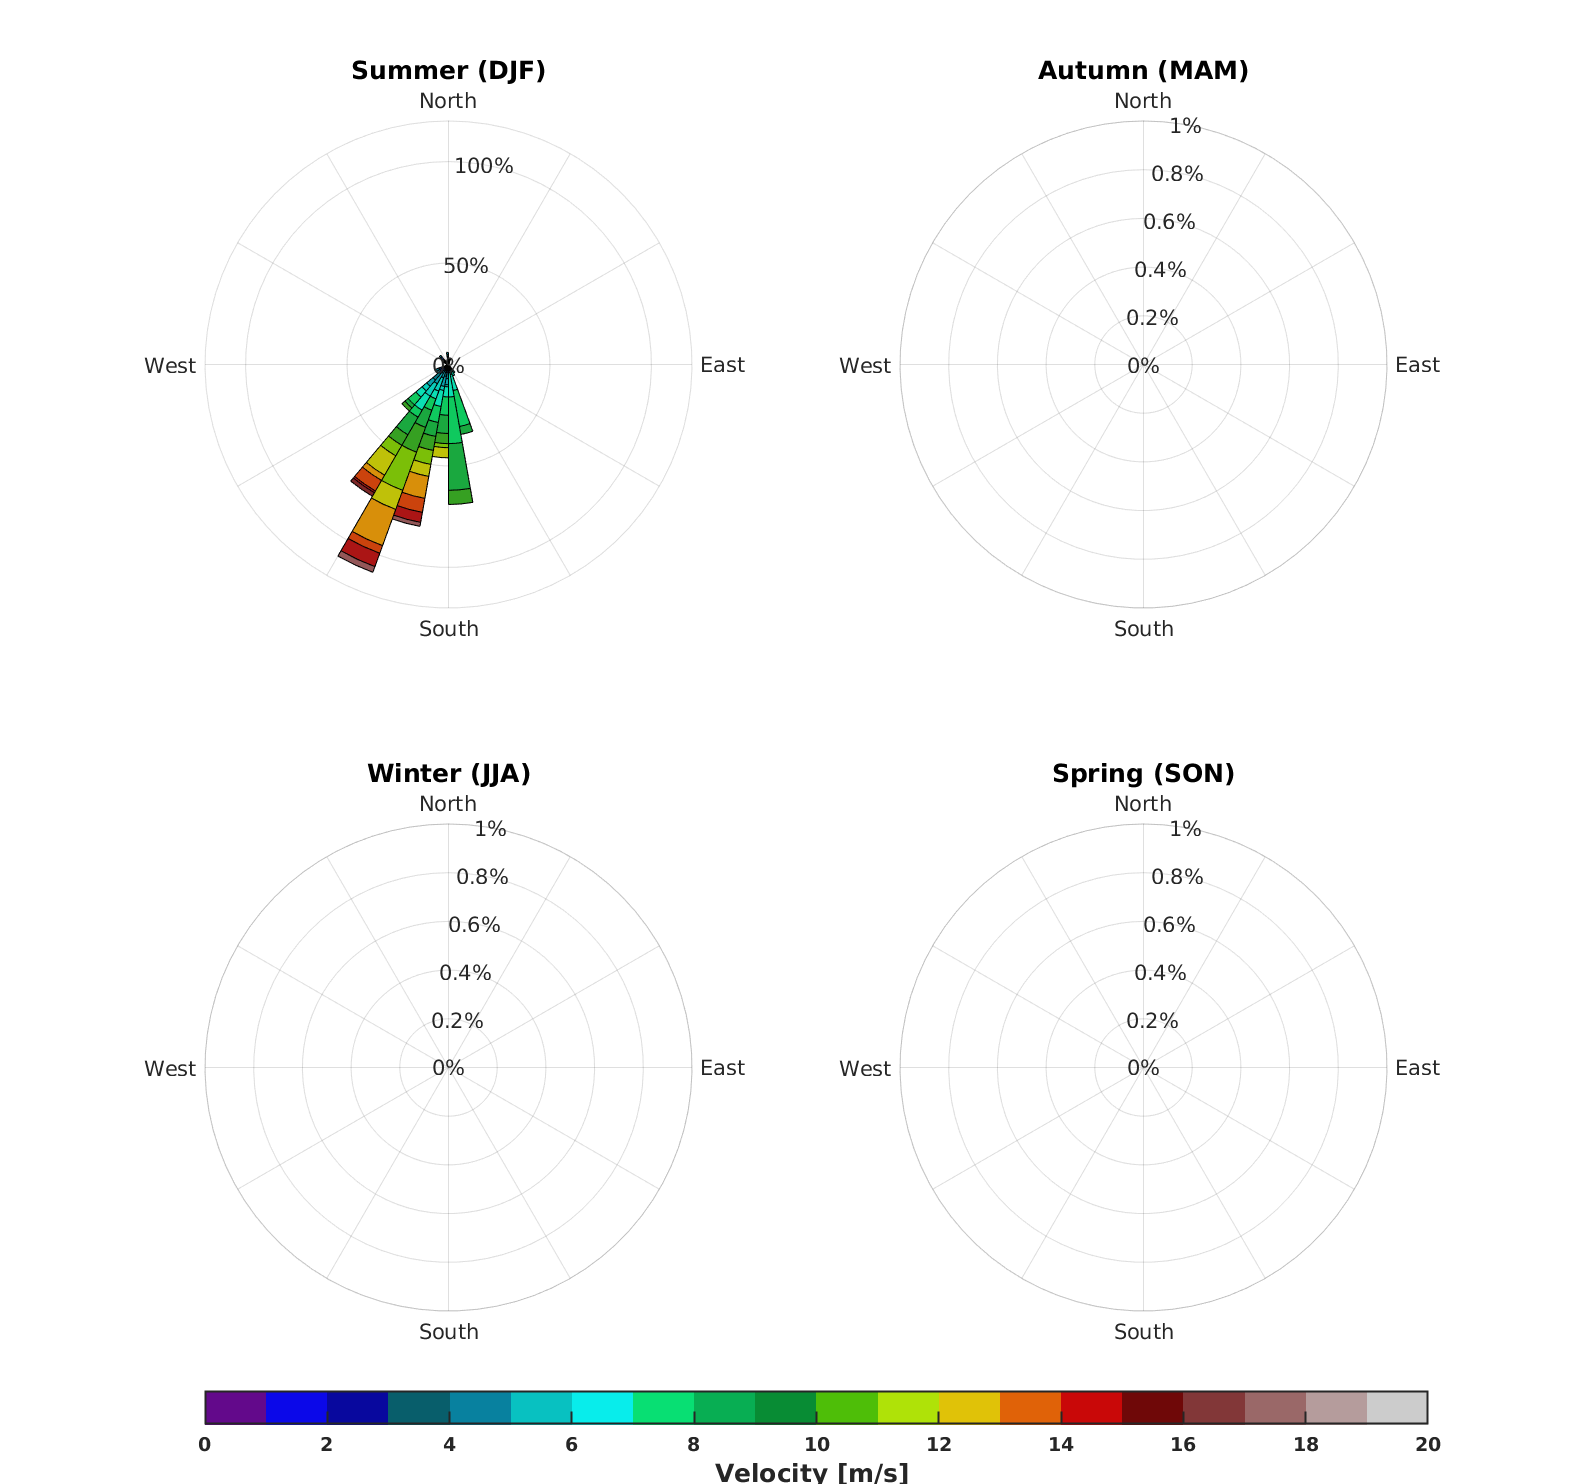 Summer (DJF)
North
100%
50%
West
0%
East
South
Autumn (MAM)
North
1%
0.8%
0.6%
0.4%
0.2%
West
0%
East
South
Winter (JJA)
North
1%
0.8%
0.6%
0.4%
0.2%
West
0%
East
South
Spring (SON)
North
1%
0.8%
0.6%
0.4%
0.2%
West
0%
East
South
0 2 4 6 8 10 12 14 16 18 20
Velocity [m/s]